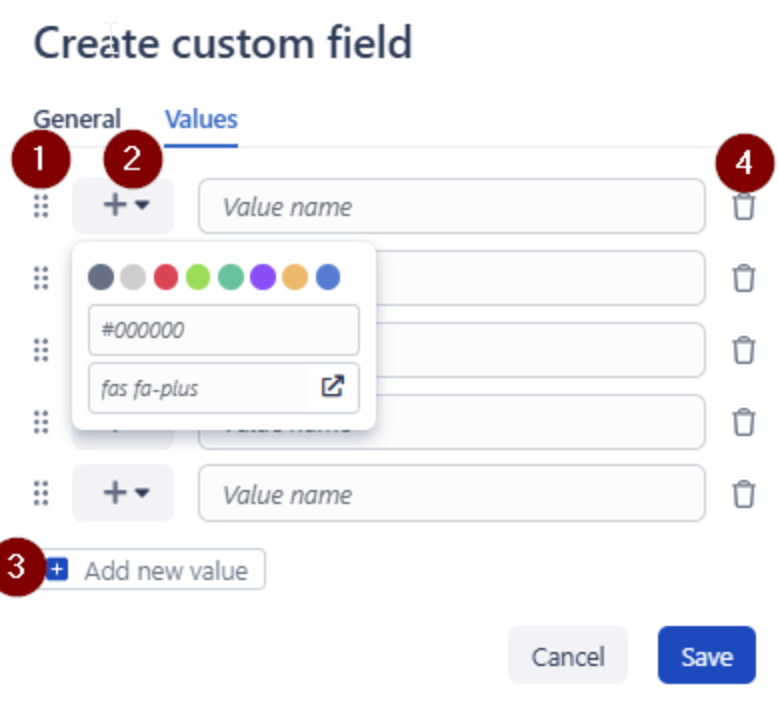 Create custom field
General Values
1 2 4
Value name
#000000
fas fa-plus
Value name
3 Add new value
Cancel Save